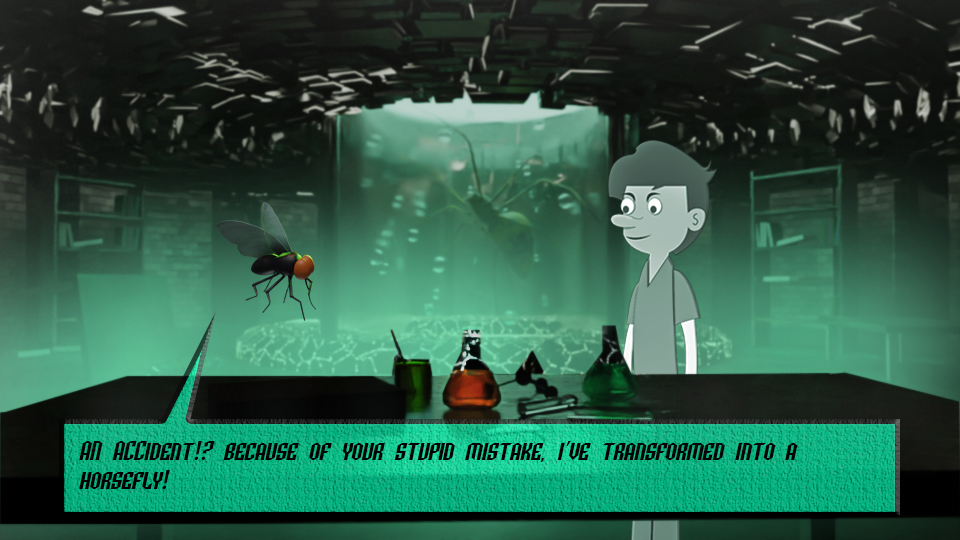 AN ACCIDENT!? BECAUSE OF YOUR STUPID MISTAKE, I'VE TRANSFORMED INTO A
HORSEFLY!